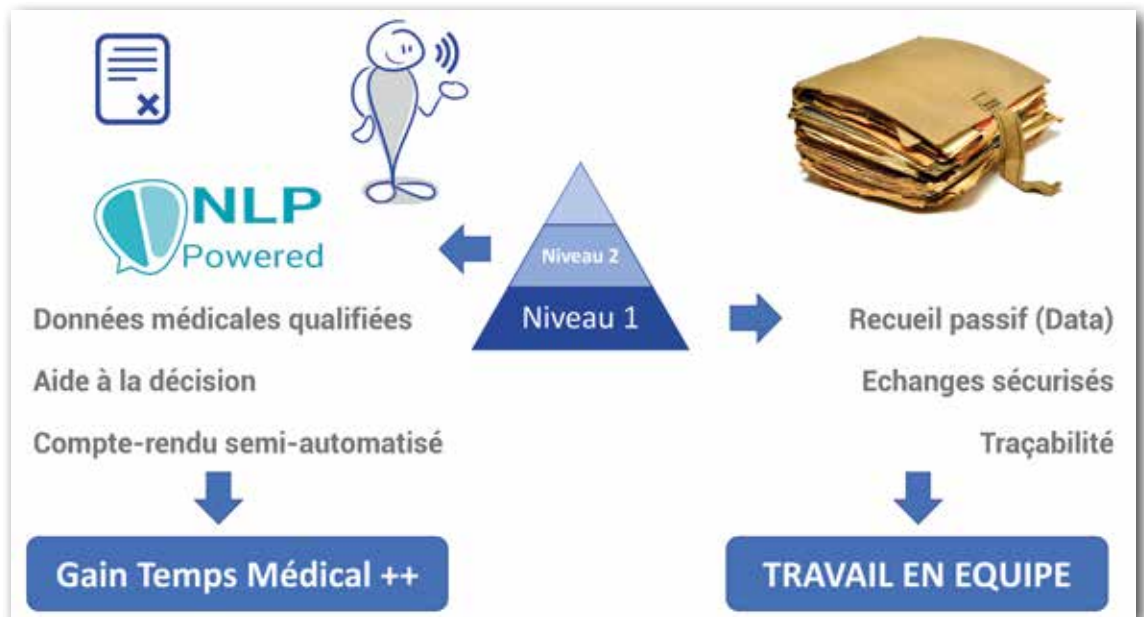 NLP
Powered
Niveau 2
Niveau 1
Données médicales qualifiées
Aide à la décision
Compte-rendu semi-automatisé
Gain Temps Médical ++
Recueil passif (Data)
Echanges sécurisés
Traçabilité
TRAVAIL EN EQUIPE